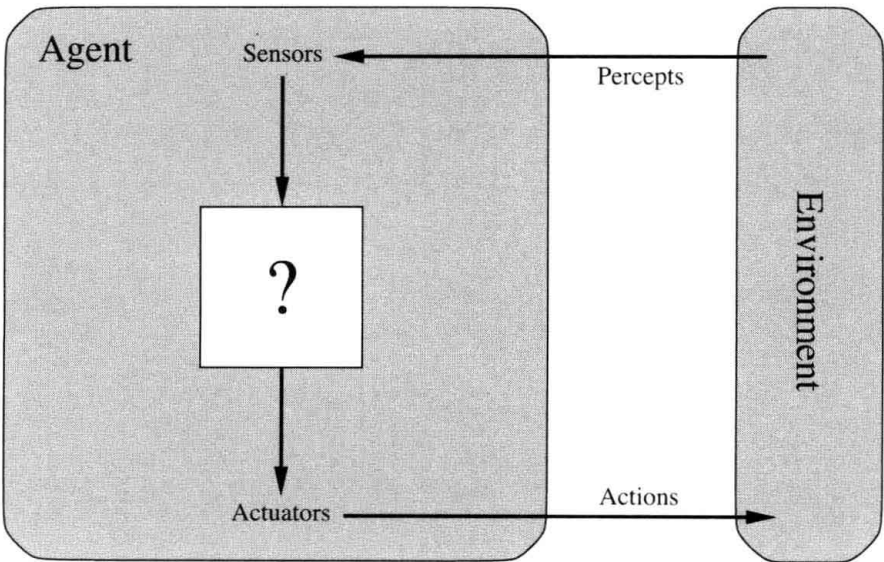 Agent
Sensors
Percepts
?
Environment
Actuators
Actions